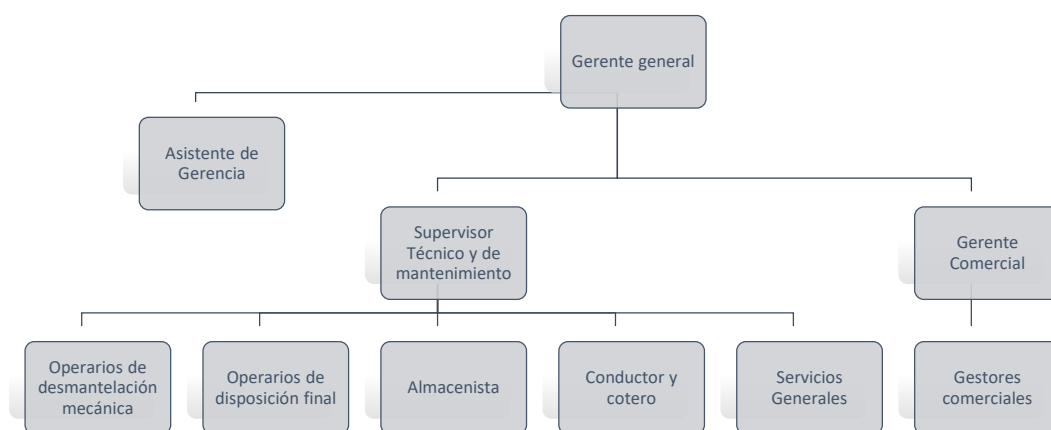 Gerente general
Asistente de
Gerencia
Supervisor
Técnico y de
mantenimiento
Gerente
Comercial
Operarios de
desmantelación
mecánica
Operarios de
disposición final
Almacenista
Conductor y
cotero
Servicios
Generales
Gestores
comerciales